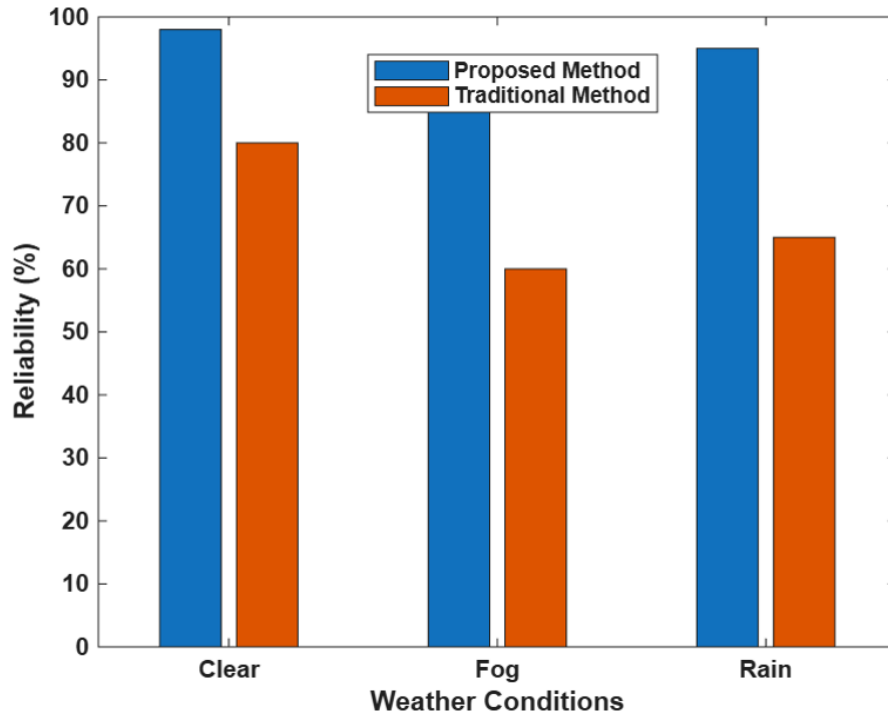 100
90
80
70
60
50
40
30
20
10
0
Reliability (%)
Proposed Method
Traditional Method
Clear
Fog
Rain
Weather Conditions